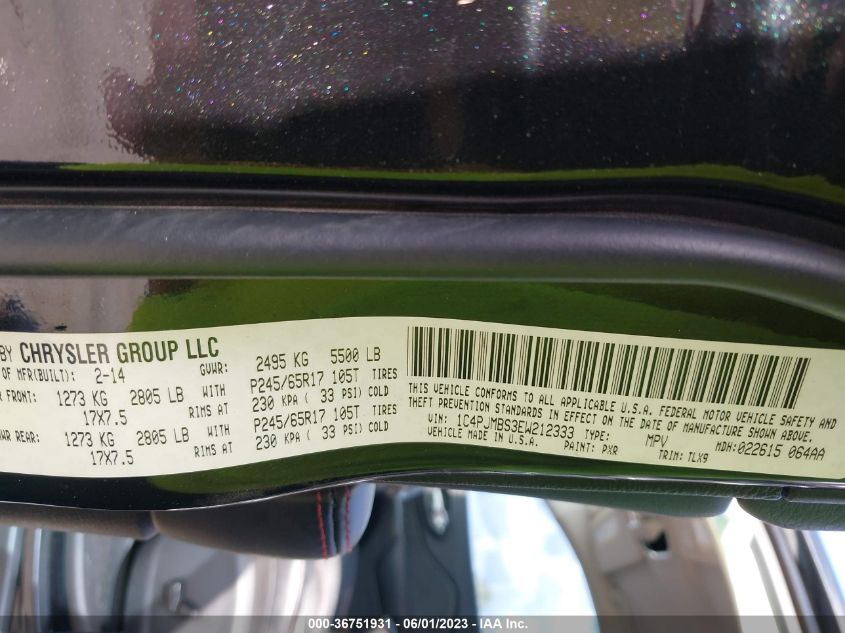 BY CHRYSLER GROUP LLC
OF MFR(BUILT): 2-14 GVWR: 2495 KG 5500 LB
FRONT: 1273 KG 2805 LB WITH P245/65R17 105T TIRES
17X7.5 RIMS AT 230 KPA ( 33 PSI) COLD
WR REAR: 1273 KG 2805 LB WITH P245/65R17 105T TIRES
17X7.5 RIMS AT 230 KPA ( 33 PSI) COLD
THIS VEHICLE CONFORMS TO ALL APPLICABLE U.S.A. FEDERAL MOTOR VEHICLE SAFETY AND
THEFT PREVENTION STANDARDS IN EFFECT ON THE DATE OF MANUFACTURE SHOWN ABOVE.
VIN: 1C4PJMBS3EW212333 TYPE: MPV MDH:022615 064AA
VEHICLE MADE IN U.S.A. PAINT: PXR TRIM: TLX9
000-36751931 - 06/01/2023 - IAA Inc.